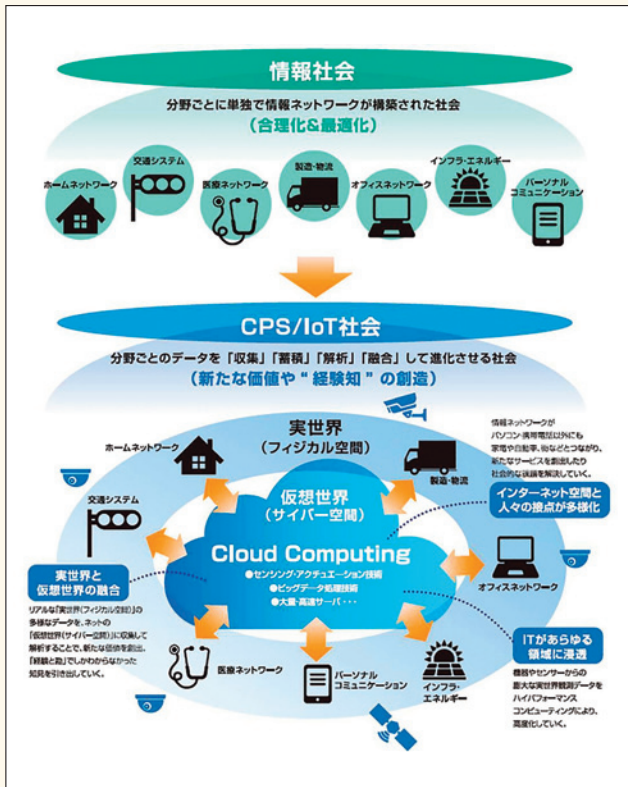 情報社会
分野ごとに単独で情報ネットワークが構築された社会
（合理化&最適化）
ホームネットワーク
交通システム
医療ネットワーク
製造・物流
オフィスネットワーク
インフラ・エネルギー
パーソナル
コミュニケーション
CPS/IoT社会
分野ごとのデータを「収集」「蓄積」「解析」「融合」して進化させる社会
（新たな価値や“経験知”の創造）
実世界
（フィジカル空間）
ホームネットワーク
製造・物流
情報ネットワークが
パソコン・携帯電話以外にも
家電や自動車、街などとつながり、
新たなサービスを創出したり
社会的な課題を解決していく。
交通システム
仮想世界
（サイバー空間）
インターネット空間と
人々の接点が多様化
Cloud Computing
●センシング・アクチュエーション技術
●ビッグデータ処理技術
●大量・高速サーバ・・・
オフィスネットワーク
実世界と
仮想世界の融合
リアルな「実世界（フィジカル空間）」の
多様なデータを、ネットの
「仮想世界（サイバー空間）」に収集して
解析することで、新たな価値を創出。
「経験と勘」でしかわからなかった
知見を引き出していく。
ITがあらゆる
領域に浸透
機器やセンサーからの
膨大な実世界観測データを
ハイパフォーマンス
コンピューティングにより、
高度化していく。
医療ネットワーク
パーソナル
コミュニケーション
インフラ・
エネルギー